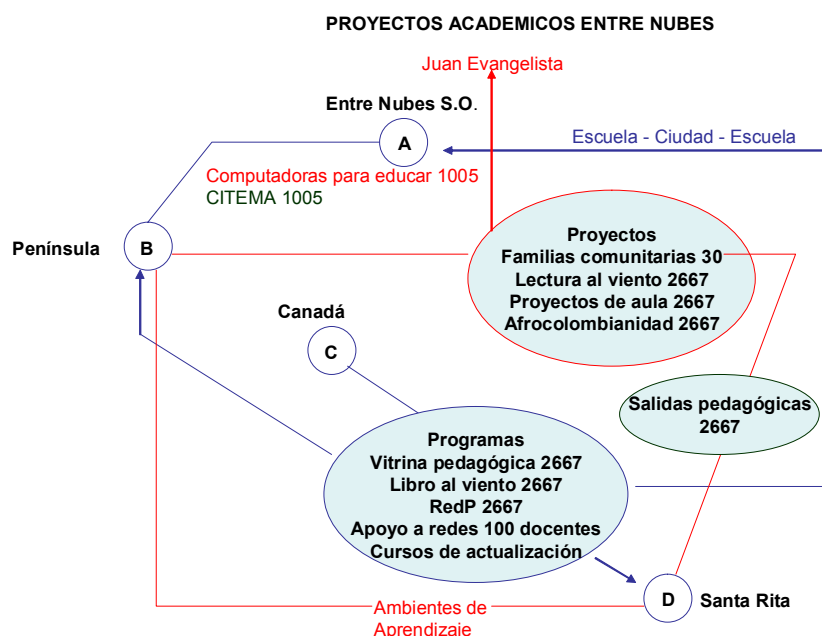 PROYECTOS ACADEMICOS ENTRE NUBES
Juan Evangelista
Entre Nubes S.O.
A
Escuela - Ciudad - Escuela
Computadoras para educar 1005
CITEMA 1005
Península
B
Proyectos
Familias comunitarias 30
Lectura al viento 2667
Proyectos de aula 2667
Afrocolombianidad 2667
Canadá
C
Salidas pedagógicas
2667
Programas
Vitrina pedagógica 2667
Libro al viento 2667
RedP 2667
Apoyo a redes 100 docentes
Cursos de actualización
D
Santa Rita
Ambientes de
Aprendizaje